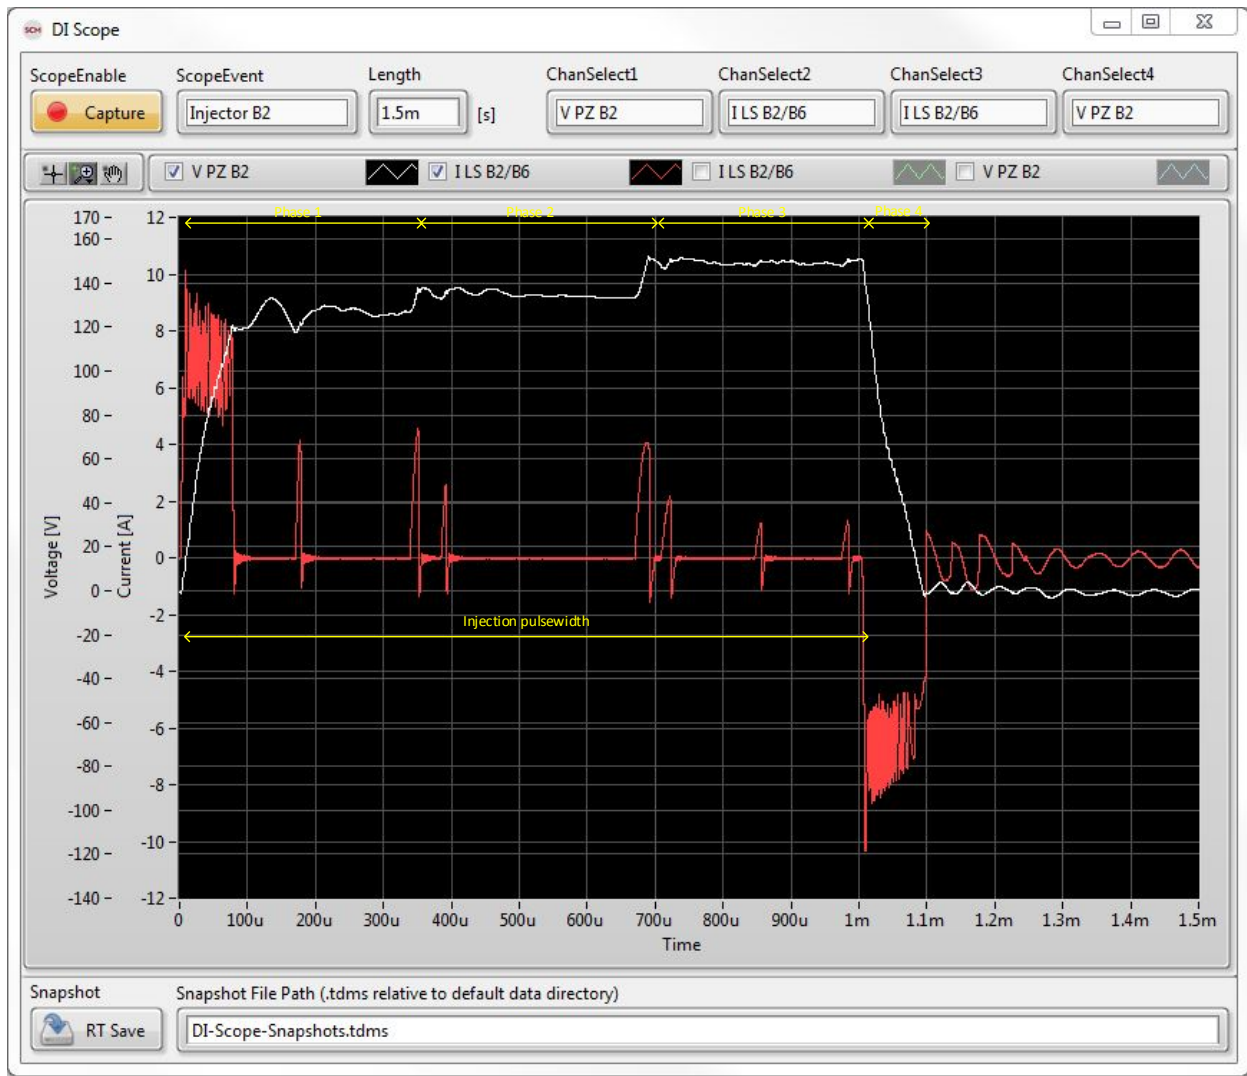 SCM DI Scope
ScopeEnable ScopeEvent Length ChanSelect1 ChanSelect2 ChanSelect3 ChanSelect4
Capture Injector B2 1.5m [s] V PZ B2 I LS B2/B6 I LS B2/B6 V PZ B2
V PZ B2 I LS B2/B6 I LS B2/B6 V PZ B2
Phase 1 Phase 2 Phase 3 Phase 4
170 12
160
140 10
120 8
100
6
80
4
60
40 2
20 0
0
-2
-20
-4
-40
-60 -6
-80
-8
-100
-10
-120
-140 -12
Voltage [V]
Current [A]
Injection pulsewidth
0 100u 200u 300u 400u 500u 600u 700u 800u 900u 1m 1.1m 1.2m 1.3m 1.4m 1.5m
Time
Snapshot Snapshot File Path (.tdms relative to default data directory)
RT Save DI-Scope-Snapshots.tdms